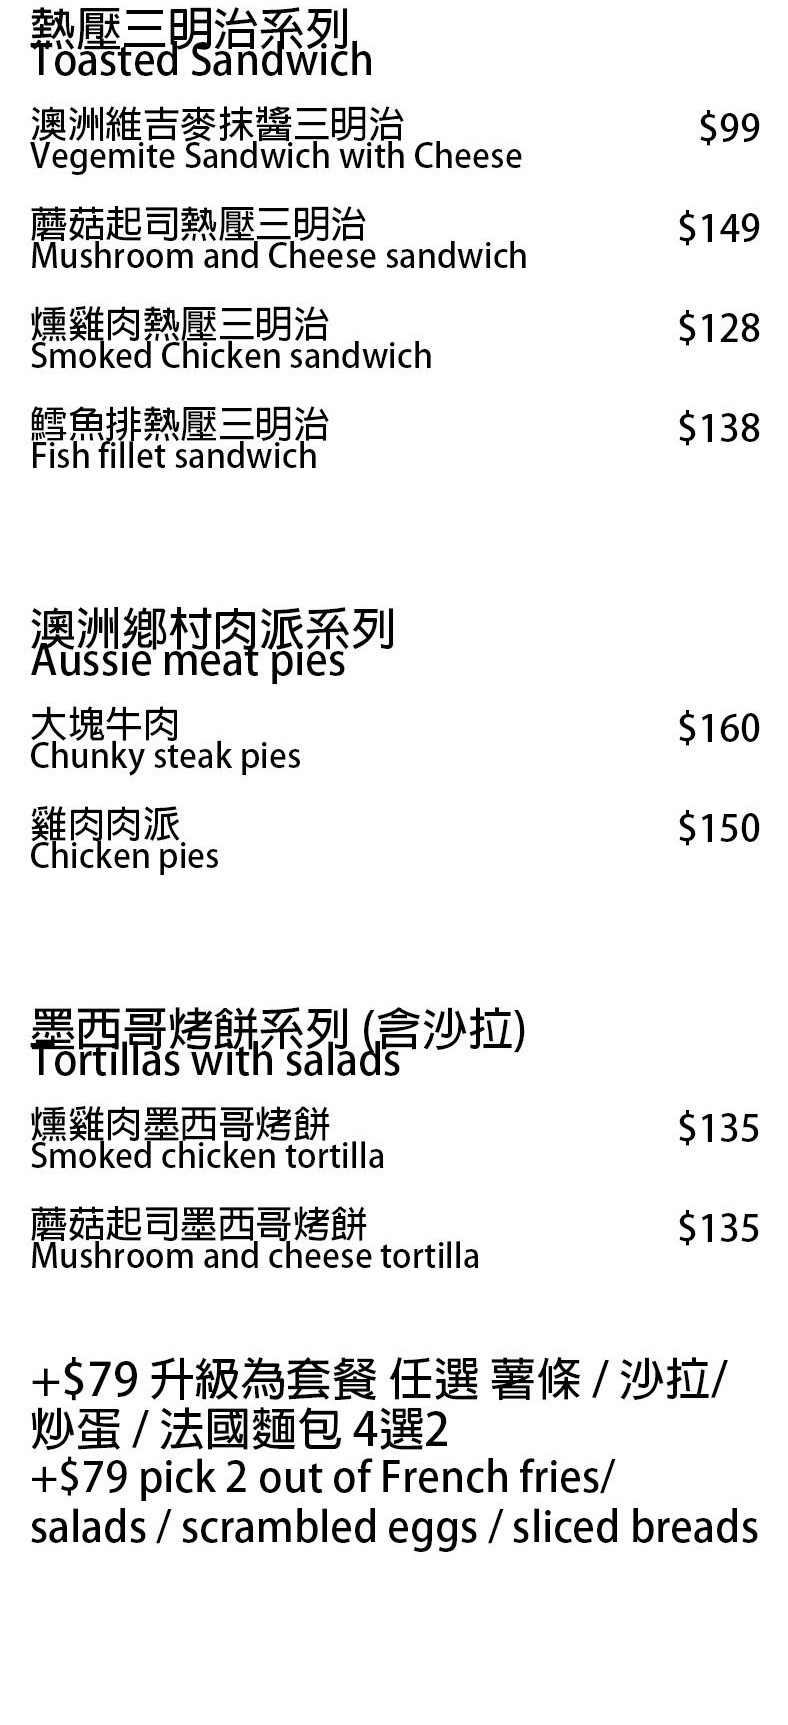 熱壓三明治系列
Toasted Sandwich
澳洲維吉麥抹醬三明治 $99
Vegemite Sandwich with Cheese
蘑菇起司熱壓三明治 $149
Mushroom and Cheese sandwich
燻雞肉熱壓三明治 $128
Smoked Chicken sandwich
鱈魚排熱壓三明治 $138
Fish fillet sandwich
澳洲鄉村肉派系列
Aussie meat pies
大塊牛肉 $160
Chunky steak pies
雞肉肉派 $150
Chicken pies
墨西哥烤餅系列 (含沙拉)
Tortillas with salads
燻雞肉墨西哥烤餅 $135
Smoked chicken tortilla
蘑菇起司墨西哥烤餅 $135
Mushroom and cheese tortilla
+$79 升級為套餐 任選 薯條 / 沙拉/
炒蛋 / 法國麵包 4選2
+$79 pick 2 out of French fries/
salads / scrambled eggs / sliced breads